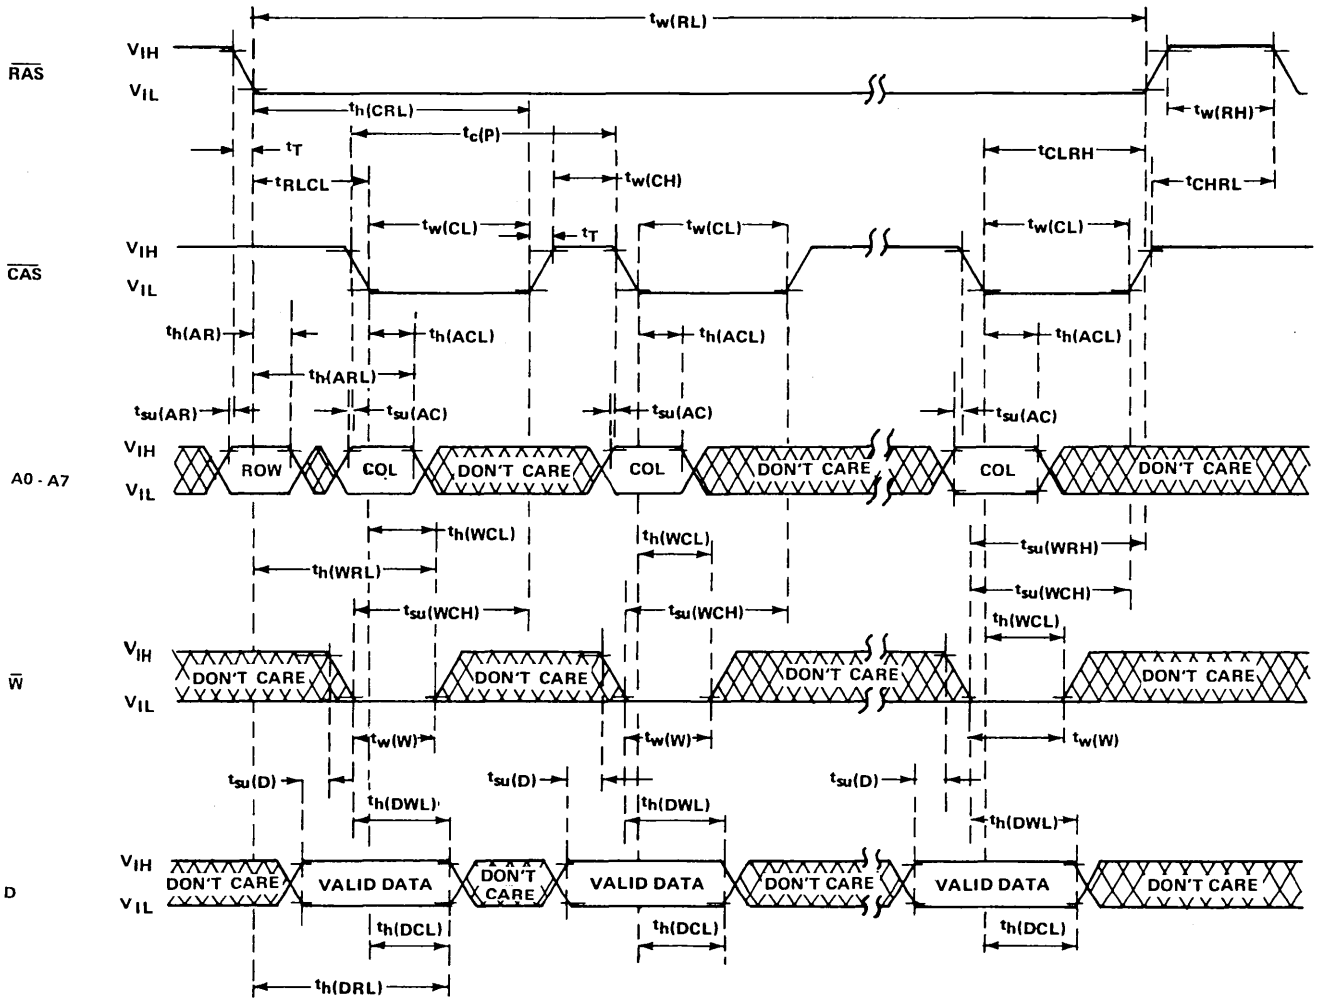 tw(RL)
VIH
RAS
VIL
th(CRL)
tw(RH)
tc(P)
tT
tCLRH
tRLCL
tw(CH)
tCHRL
tw(CL)
tT
tw(CL)
tw(CL)
VIH
CAS
VIL
th(AR)
th(ACL)
th(ACL)
th(ACL)
th(ARL)
tsu(AR)
tsu(AC)
tsu(AC)
tsu(AC)
VIH
A0 - A7
ROW
COL
DON'T CARE
COL
DON'T CARE
COL
DON'T CARE
VIL
th(WCL)
th(WCL)
tsu(WRH)
th(WRL)
tsu(WCH)
tsu(WCH)
tsu(WCH)
th(WCL)
VIH
W
DON'T CARE
DON'T CARE
DON'T CARE
DON'T CARE
VIL
tw(W)
tw(W)
tw(W)
tsu(D)
tsu(D)
tsu(D)
th(DWL)
th(DWL)
th(DWL)
VIH
D
DON'T CARE
VALID DATA
DON'T
CARE
VALID DATA
DON'T CARE
VALID DATA
DON'T CARE
VIL
th(DCL)
th(DCL)
th(DCL)
th(DRL)